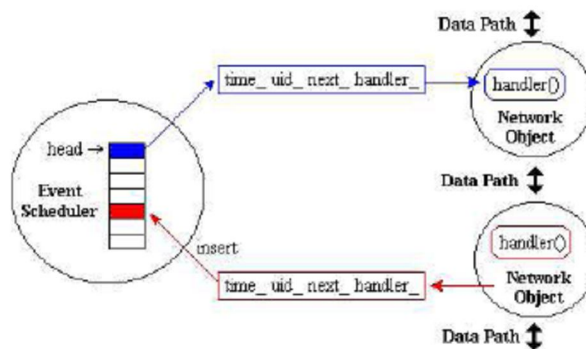 Data Path
time_ uid_ next_ handler_
handler()
Network
Object
head →
Event
Scheduler
Data Path
insert
handler()
time_ uid_ next_ handler_
Network
Object
Data Path